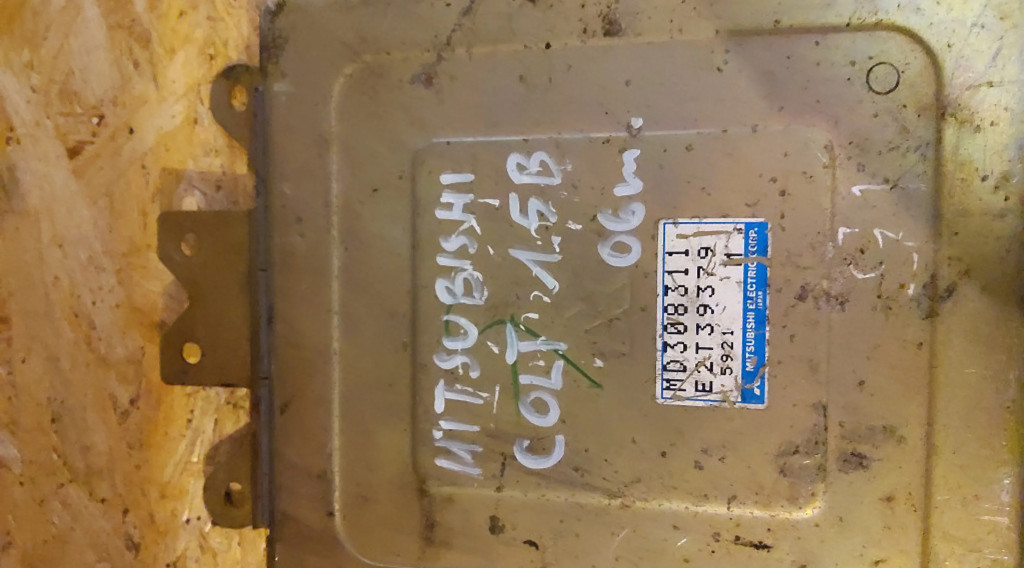 MITSUBISHI
COLT 1.5B
06m.
MD308311
E2T39379
5921
MITSUBISHI ELECTRIC CORP.
JAPAN